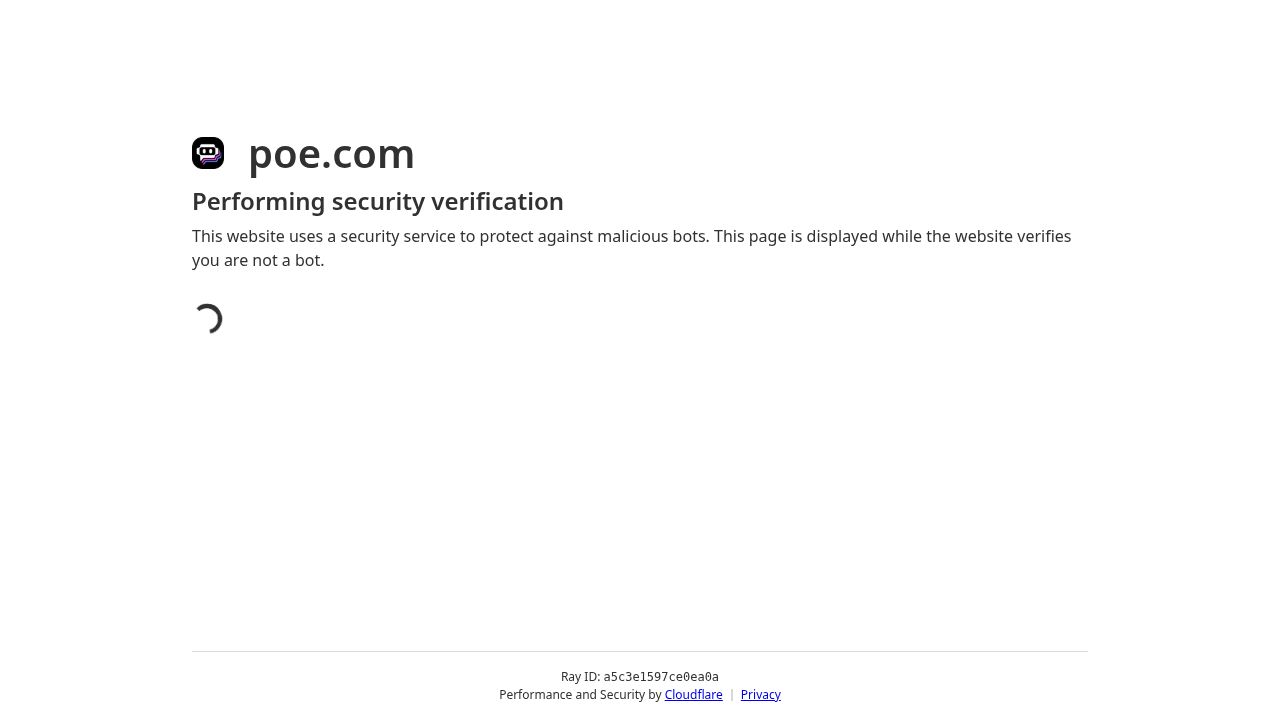 poe.com
Performing security verification
This website uses a security service to protect against malicious bots. This page is displayed while the website verifies
you are not a bot.
Ray ID: a5c3e1597ce0ea0a
Performance and Security by Cloudflare | Privacy